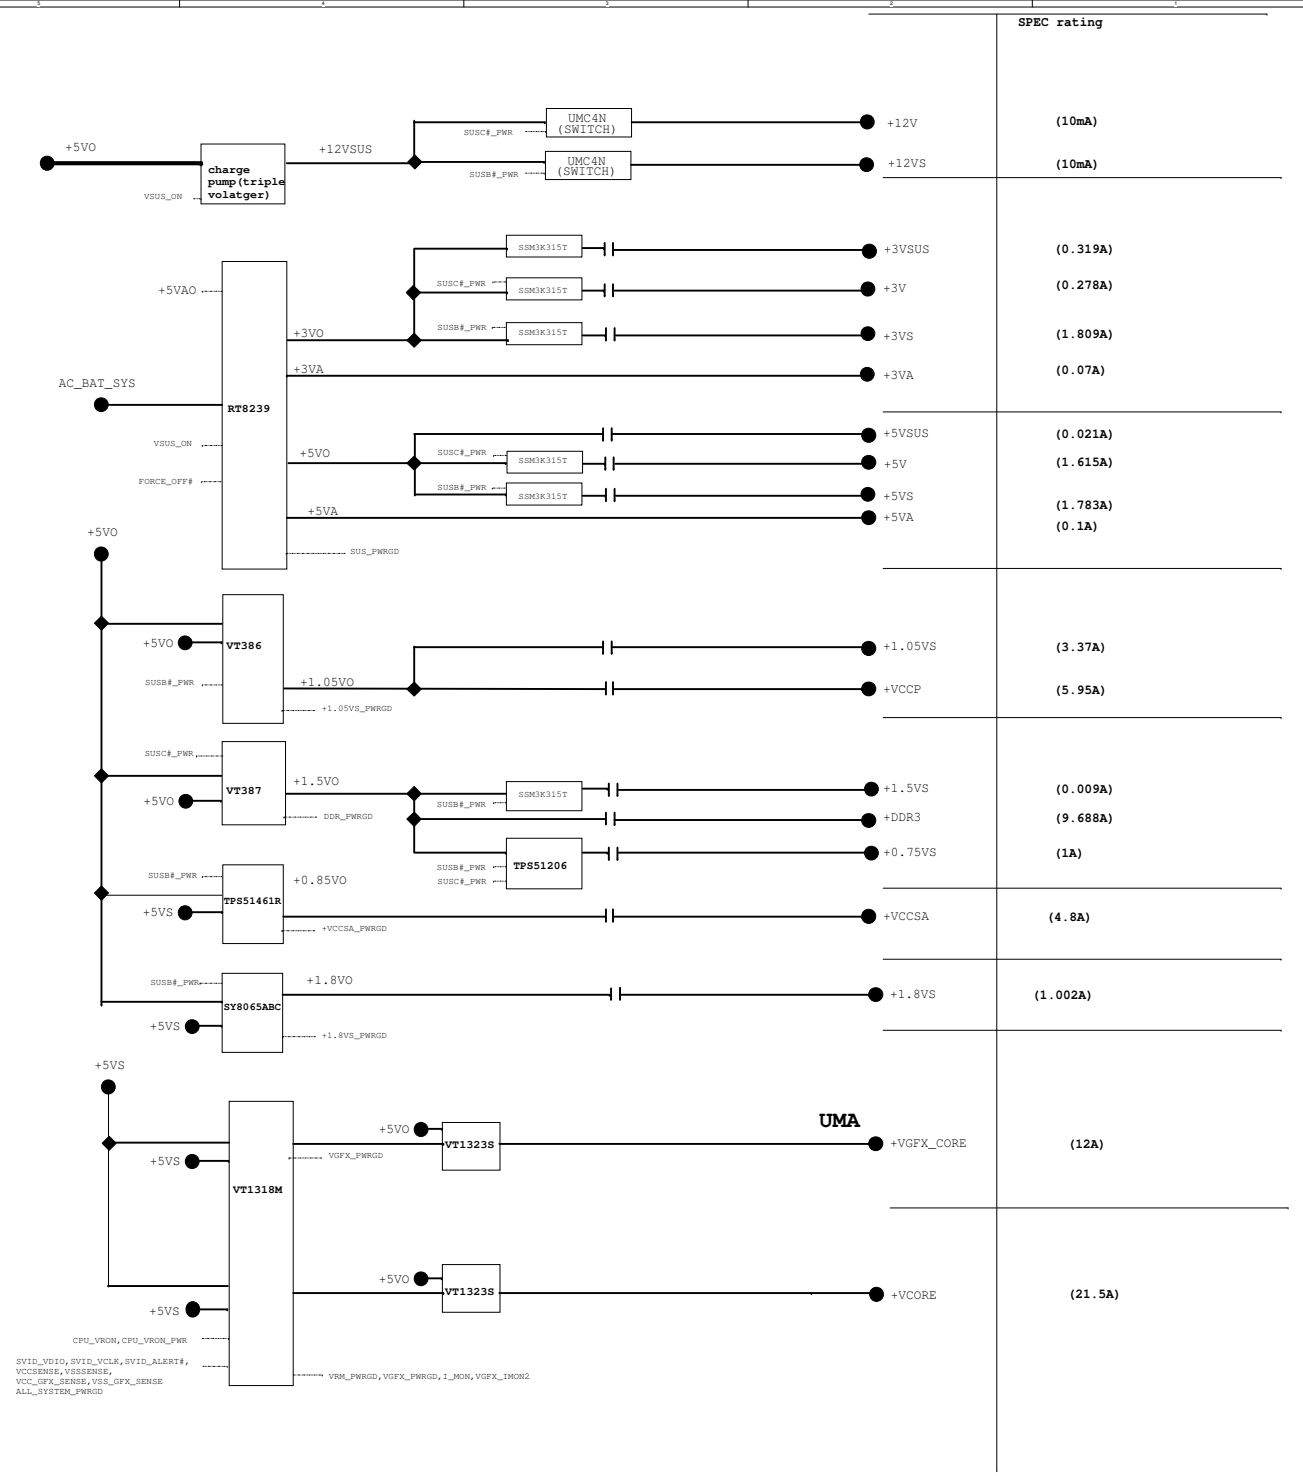 5 4 3 2 1
SPEC rating
+5VO
charge
pump(triple
volatger)
VSUS_ON
+12VSUS
SUSC#_PWR
UMC4N
(SWITCH)
+12V
(10mA)
SUSB#_PWR
UMC4N
(SWITCH)
+12VS
(10mA)
SSM3K315T
+3VSUS
(0.319A)
+5VAO
SUSC#_PWR
SSM3K315T
+3V
(0.278A)
+3VO
SUSB#_PWR
SSM3K315T
+3VS
(1.809A)
+3VA
+3VA
(0.07A)
AC_BAT_SYS
RT8239
VSUS_ON
FORCE_OFF#
+5VSUS
(0.021A)
+5VO
SUSC#_PWR
SSM3K315T
+5V
(1.615A)
SUSB#_PWR
SSM3K315T
+5VS
(1.783A)
+5VA
+5VA
(0.1A)
SUS_PWRGD
+5VO
+5VO
VT386
SUSB#_PWR
+1.05VO
+1.05VS_PWRGD
+1.05VS
(3.37A)
+VCCP
(5.95A)
SUSC#_PWR
VT387
+5VO
+1.5VO
DDR_PWRGD
SUSB#_PWR
SSM3K315T
+1.5VS
(0.009A)
+DDR3
(9.688A)
SUSB#_PWR
SUSC#_PWR
TPS51206
+0.75VS
(1A)
SUSB#_PWR
+0.85VO
TPS51461R
+5VS
+VCCSA_PWRGD
+VCCSA
(4.8A)
SUSB#_PWR
+1.8VO
SY8065ABC
+5VS
+1.8VS_PWRGD
+1.8VS
(1.002A)
+5VS
+5VS
VT1318M
VGFX_PWRGD
+5VO
VT1323S
UMA
+VGFX_CORE
(12A)
+5VO
VT1323S
+VCORE
(21.5A)
+5VS
CPU_VRON,CPU_VRON_PWR
SVID_VDIO,SVID_VCLK,SVID_ALERT#,
VCCSENSE,VSSSENSE,
VCC_GFX_SENSE,VSS_GFX_SENSE
ALL_SYSTEM_PWRGD
VRM_PWRGD,VGFX_PWRGD,I_MON,VGFX_IMON2